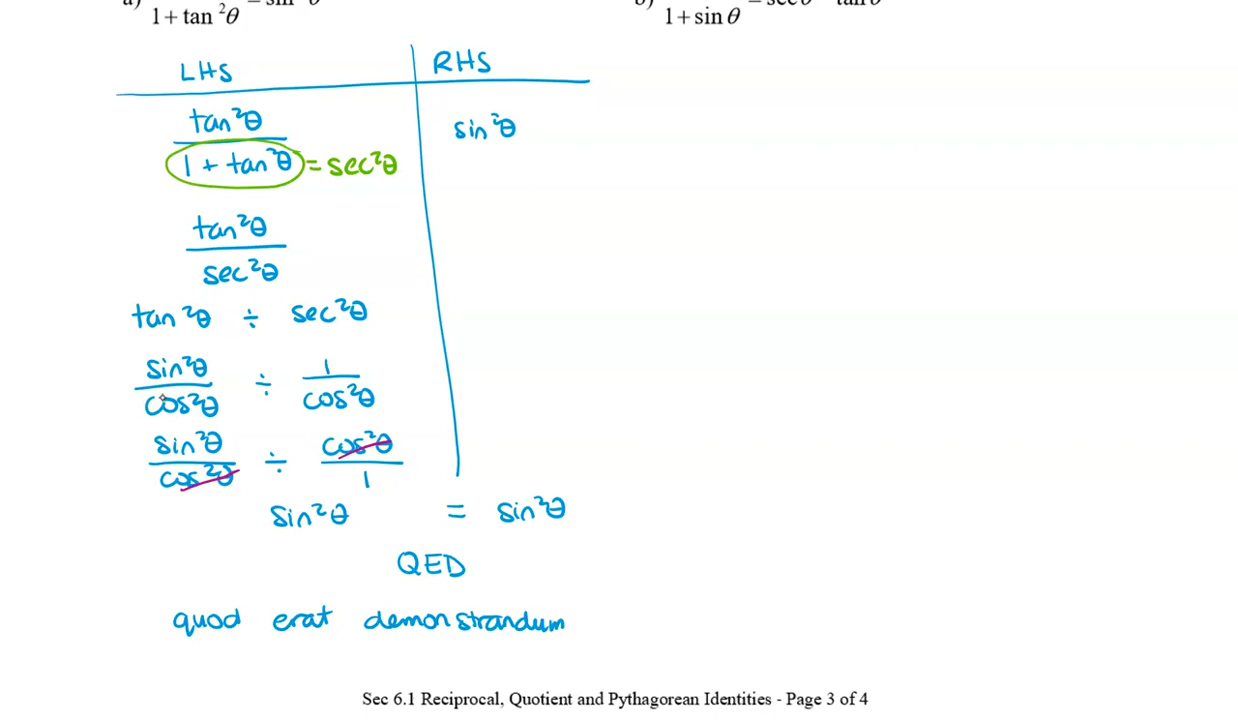 1 + tan ²θ
1 + sin θ
LHS RHS
tan²θ sin²θ
1 + tan²θ = sec²θ
tan²θ
sec²θ
tan²θ ÷ sec²θ
sin²θ 1
cos²θ ÷ cos²θ
sin²θ cos²θ
cos²θ ÷ 1
sin²θ = sin²θ
QED
quod erat demonstrandum
Sec 6.1 Reciprocal, Quotient and Pythagorean Identities - Page 3 of 4